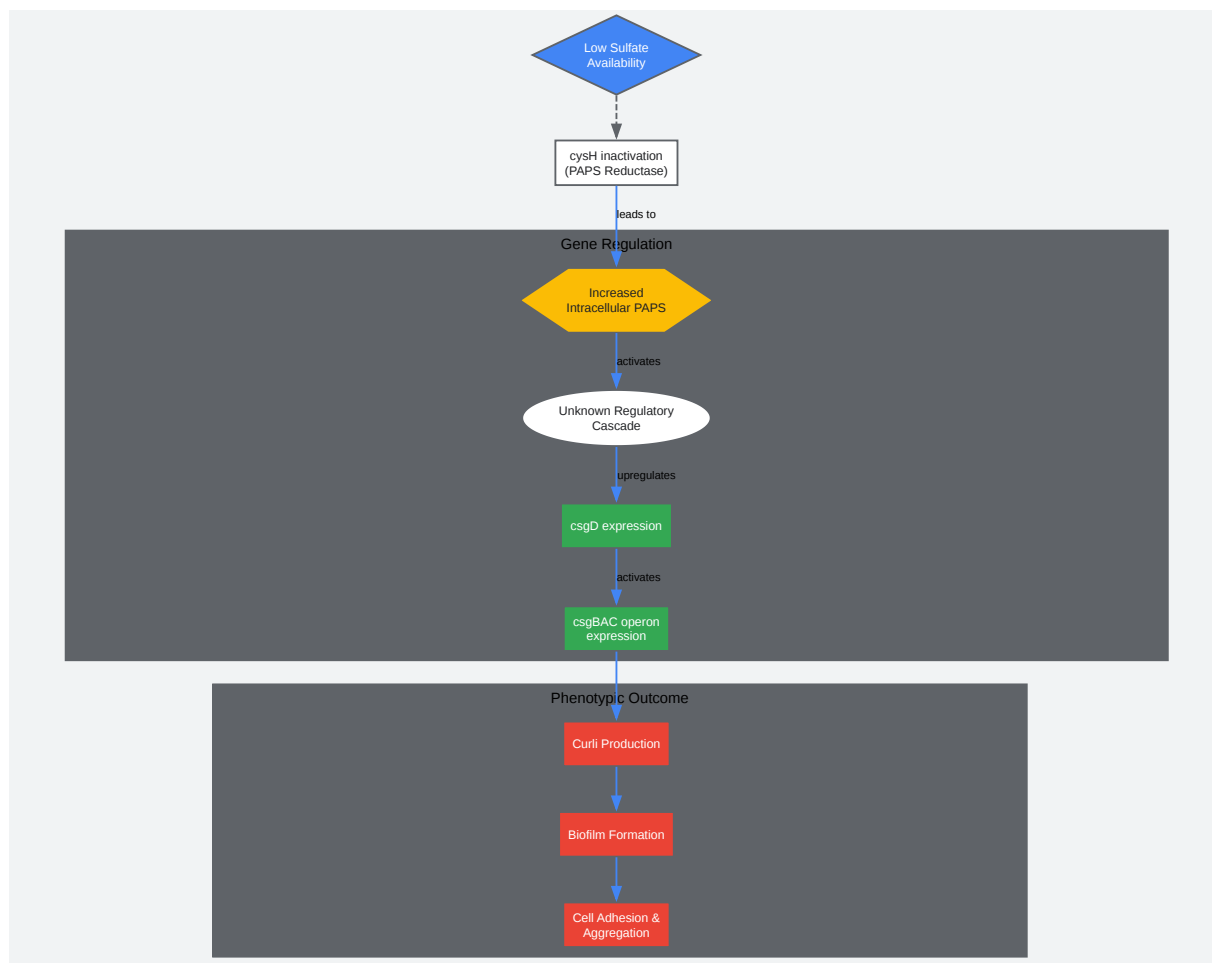 Low Sulfate
Availability
cysH inactivation
(PAPS Reductase)
leads to
Gene Regulation
Increased
Intracellular PAPS
activates
Unknown Regulatory
Cascade
upregulates
csgD expression
activates
csgBAC operon
expression
Phenotypic Outcome
Curli Production
Biofilm Formation
Cell Adhesion &
Aggregation